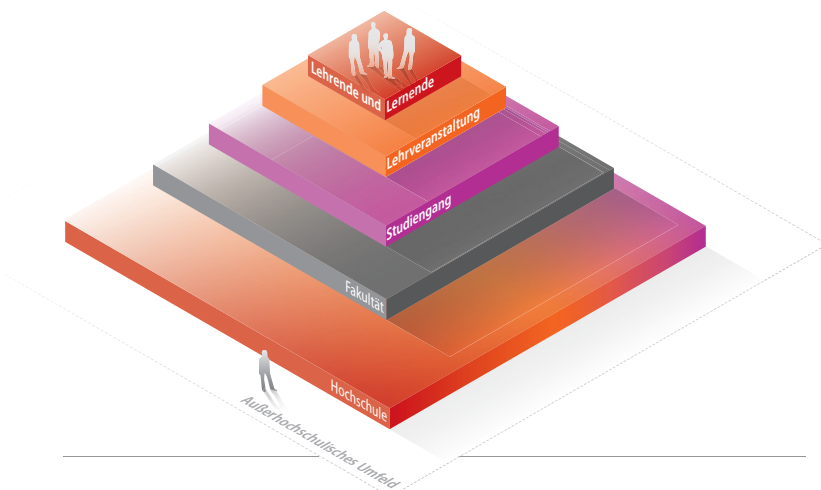 Lehrende und Lernende
Lehrveranstaltung
Studiengang
Fakultät
Hochschule
Außerhochschulisches Umfeld